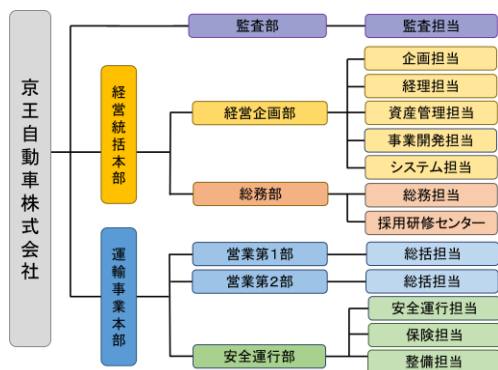 京王自動車株式会社
監査部
監査担当
経営統括本部
経営企画部
企画担当
経理担当
資産管理担当
事業開発担当
システム担当
総務部
総務担当
採用研修センター
運輸事業本部
営業第1部
総括担当
営業第2部
総括担当
安全運行部
安全運行担当
保険担当
整備担当